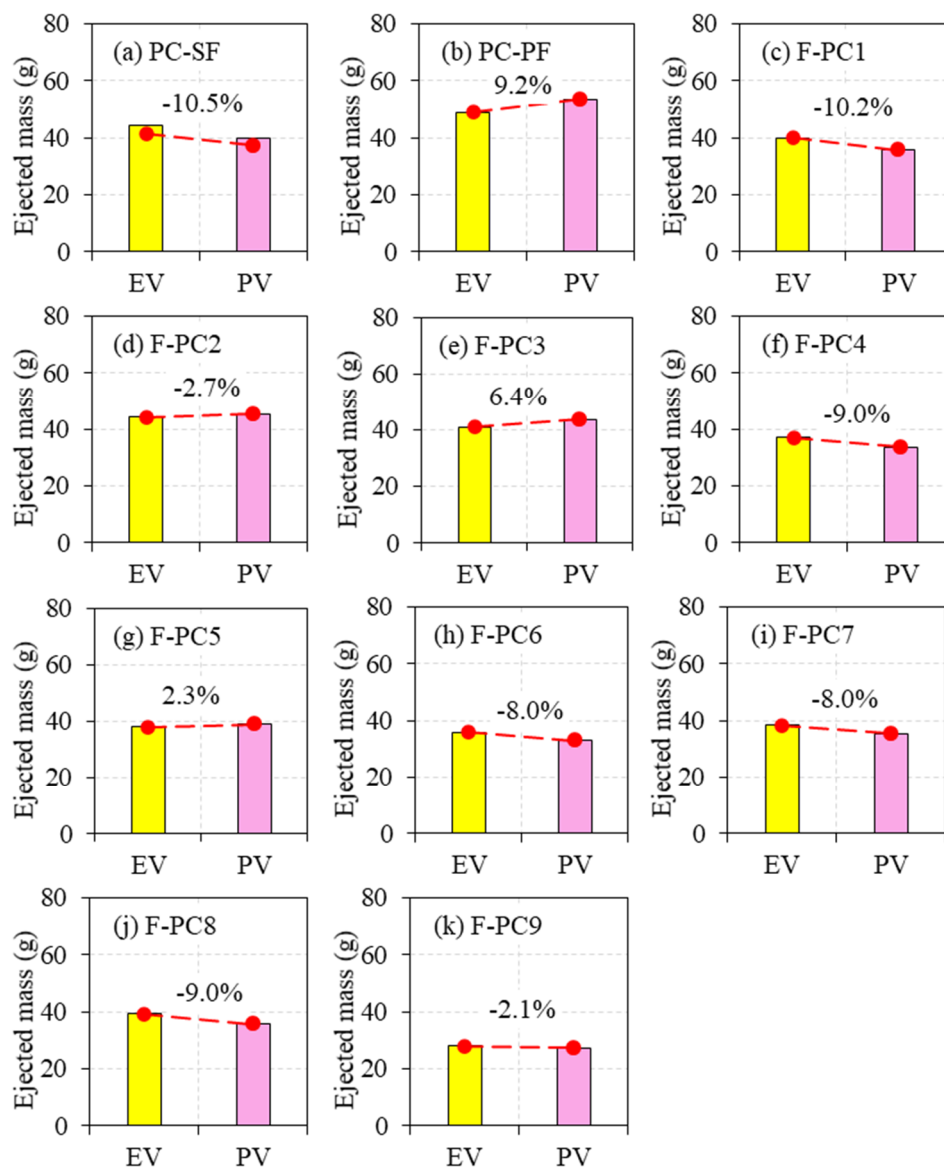 Ejected mass (g)
80
60
40
20
0
(a) PC-SF
-10.5%
EV PV
Ejected mass (g)
80
60
40
20
0
(b) PC-PF
9.2%
EV PV
Ejected mass (g)
80
60
40
20
0
(c) F-PC1
-10.2%
EV PV
Ejected mass (g)
80
60
40
20
0
(d) F-PC2
-2.7%
EV PV
Ejected mass (g)
80
60
40
20
0
(e) F-PC3
6.4%
EV PV
Ejected mass (g)
80
60
40
20
0
(f) F-PC4
-9.0%
EV PV
Ejected mass (g)
80
60
40
20
0
(g) F-PC5
2.3%
EV PV
Ejected mass (g)
80
60
40
20
0
(h) F-PC6
-8.0%
EV PV
Ejected mass (g)
80
60
40
20
0
(i) F-PC7
-8.0%
EV PV
Ejected mass (g)
80
60
40
20
0
(j) F-PC8
-9.0%
EV PV
Ejected mass (g)
80
60
40
20
0
(k) F-PC9
-2.1%
EV PV